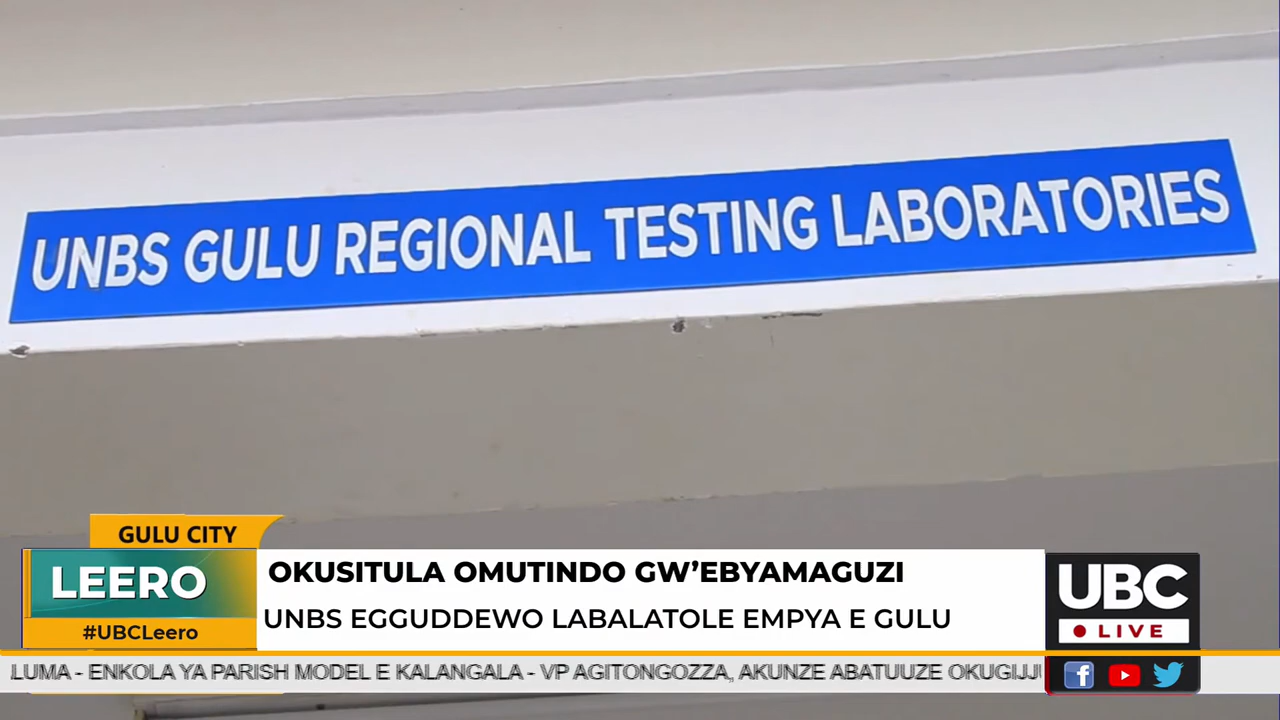 UNBS GULU REGIONAL TESTING LABORATORIES
GULU CITY
LEERO
#UBCLeero
OKUSITULA OMUTINDO GW’EBYAMAGUZI
UNBS EGGUDDEWO LABALATOLE EMPYA E GULU
UBC
LIVE
LUMA - ENKOLA YA PARISH MODEL E KALANGALA - VP AGITONGOZZA, AKUNZE ABATUUZE